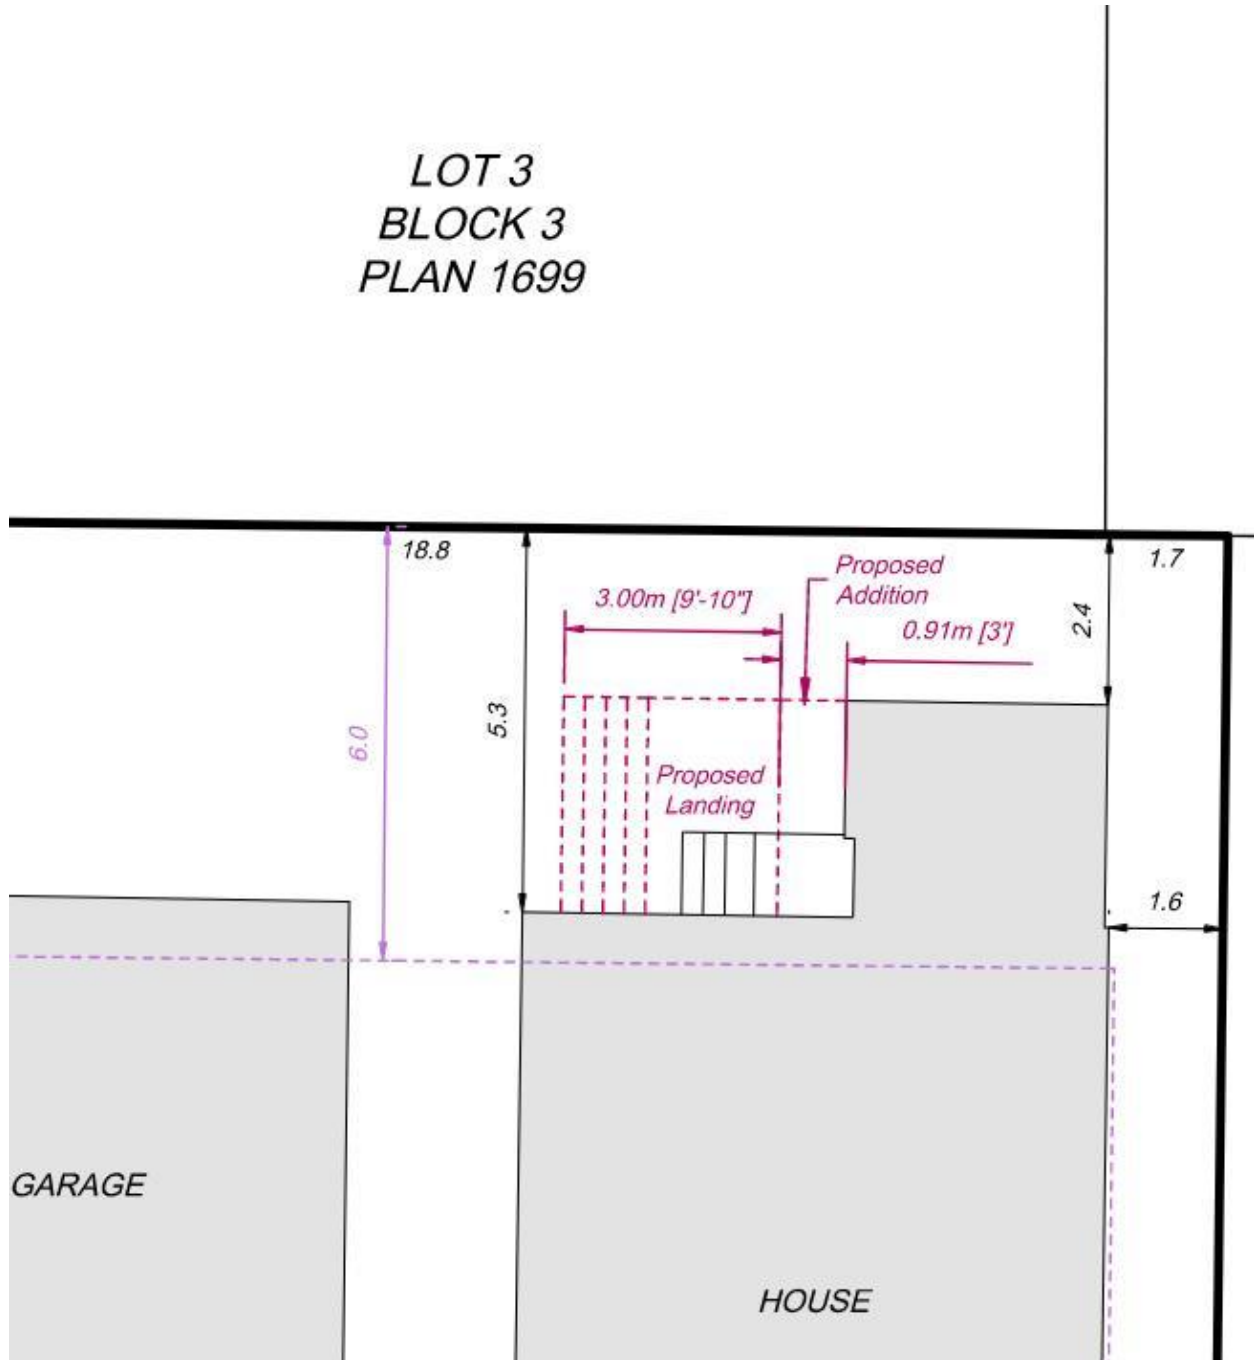 LOT 3
BLOCK 3
PLAN 1699
18.8
1.7
Proposed
Addition
3.00m [9'-10"]
0.91m [3']
2.4
5.3
6.0
Proposed
Landing
1.6
GARAGE
HOUSE